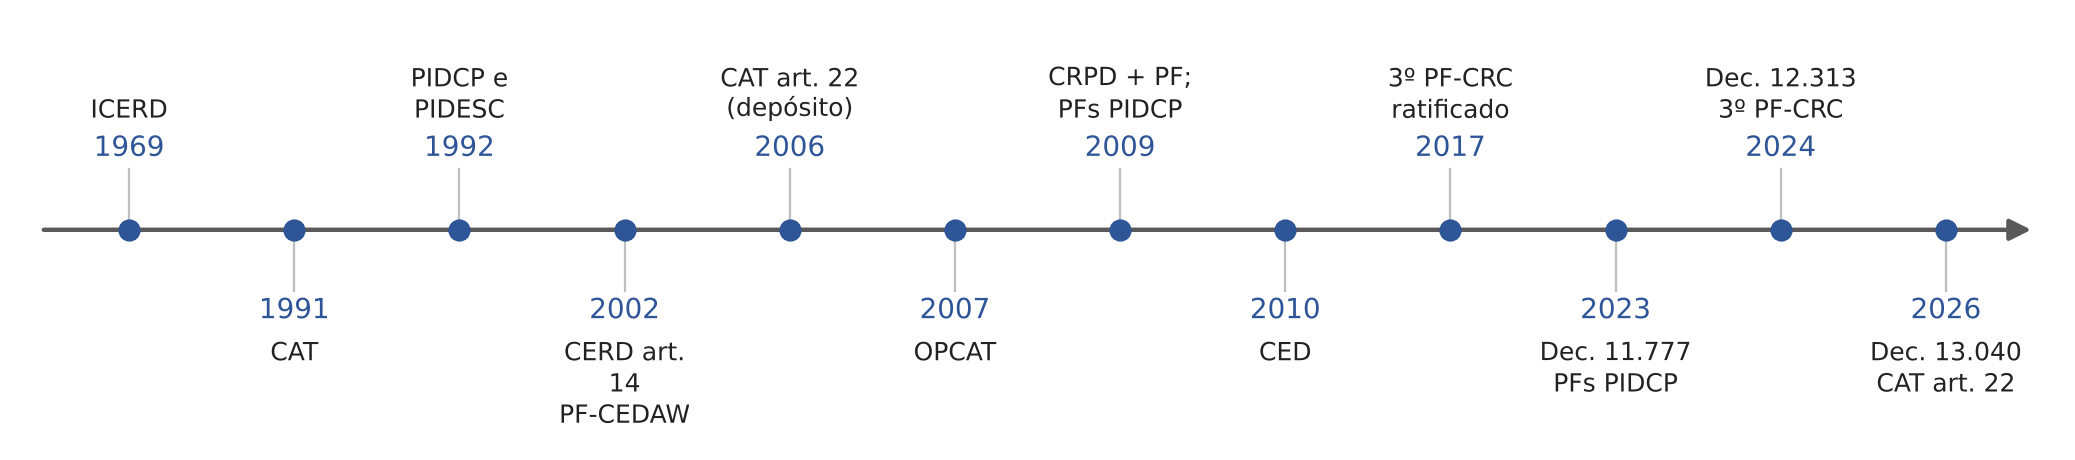 ICERD
1969
1991
CAT
PIDCP e
PIDESC
1992
2002
CERD art.
14
PF-CEDAW
CAT art. 22
(depósito)
2006
2007
OPCAT
CRPD + PF;
PFs PIDCP
2009
2010
CED
3º PF-CRC
ratificado
2017
2023
Dec. 11.777
PFs PIDCP
Dec. 12.313
3º PF-CRC
2024
2026
Dec. 13.040
CAT art. 22